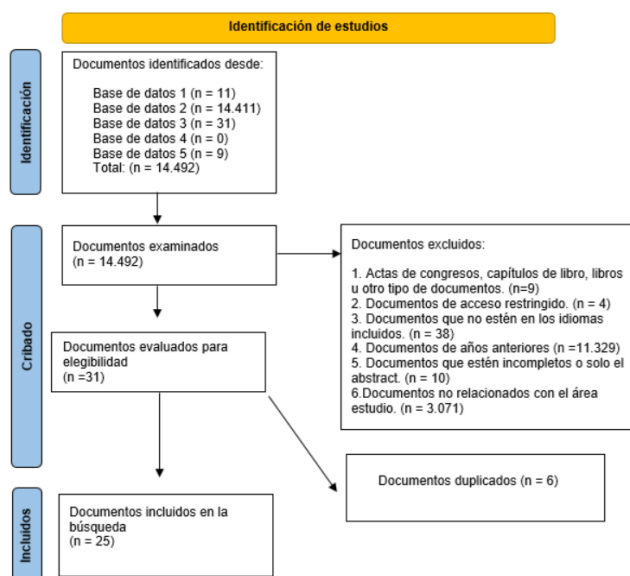 Identificación de estudios
Identificación
Documentos identificados desde:
Base de datos 1 (n = 11)
Base de datos 2 (n = 14.411)
Base de datos 3 (n = 31)
Base de datos 4 (n = 0)
Base de datos 5 (n = 9)
Total: (n = 14.492)
Cribado
Documentos examinados
(n = 14.492)
Documentos excluidos:
1. Actas de congresos, capítulos de libro, libros
u otro tipo de documentos. (n=9)
2. Documentos de acceso restringido. (n = 4)
3. Documentos que no estén en los idiomas
incluidos. (n = 38)
4. Documentos de años anteriores (n =11.329)
5. Documentos que estén incompletos o solo el
abstract. (n = 10)
6.Documentos no relacionados con el área
estudio. (n = 3.071)
Documentos evaluados para
elegibilidad
(n =31)
Documentos duplicados (n = 6)
Incluidos
Documentos incluidos en la
búsqueda
(n = 25)